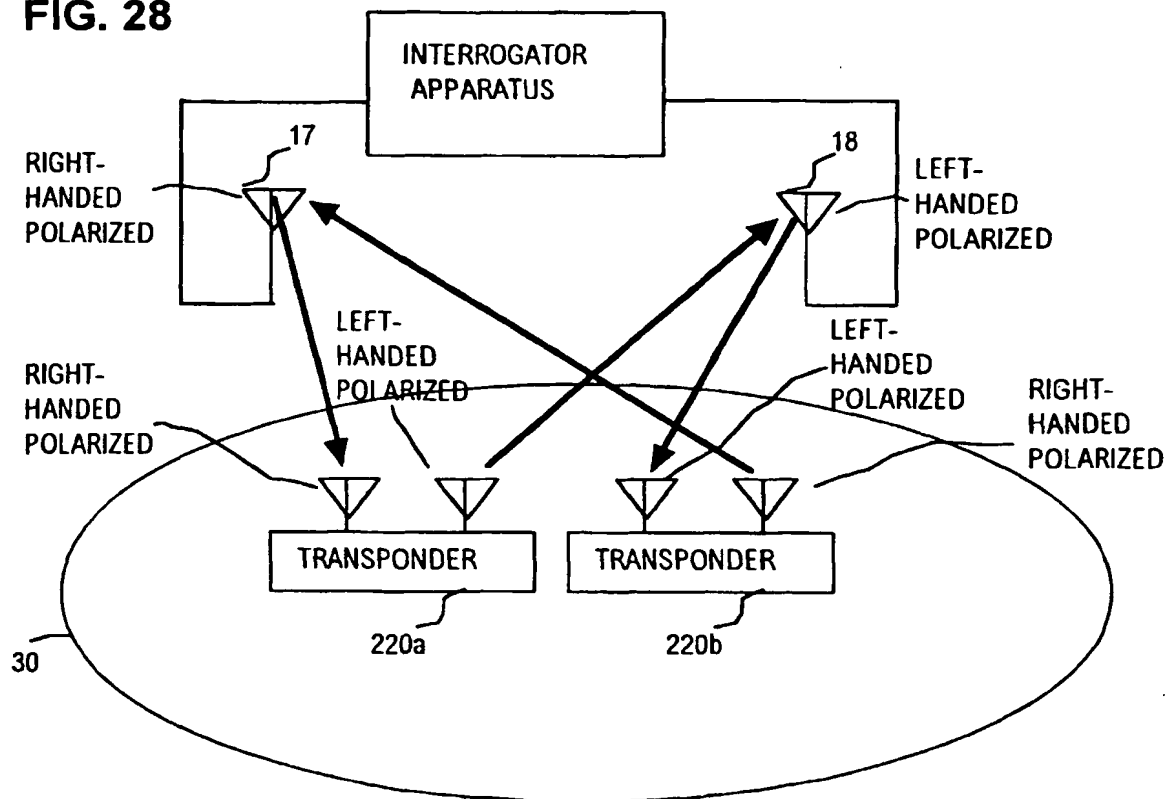 FIG. 28
INTERROGATOR
APPARATUS
17
RIGHT-
HANDED
POLARIZED
18
LEFT-
HANDED
POLARIZED
LEFT-
HANDED
POLARIZED
LEFT-
HANDED
POLARIZED
RIGHT-
HANDED
POLARIZED
RIGHT-
HANDED
POLARIZED
TRANSPONDER
TRANSPONDER
220a
220b
30